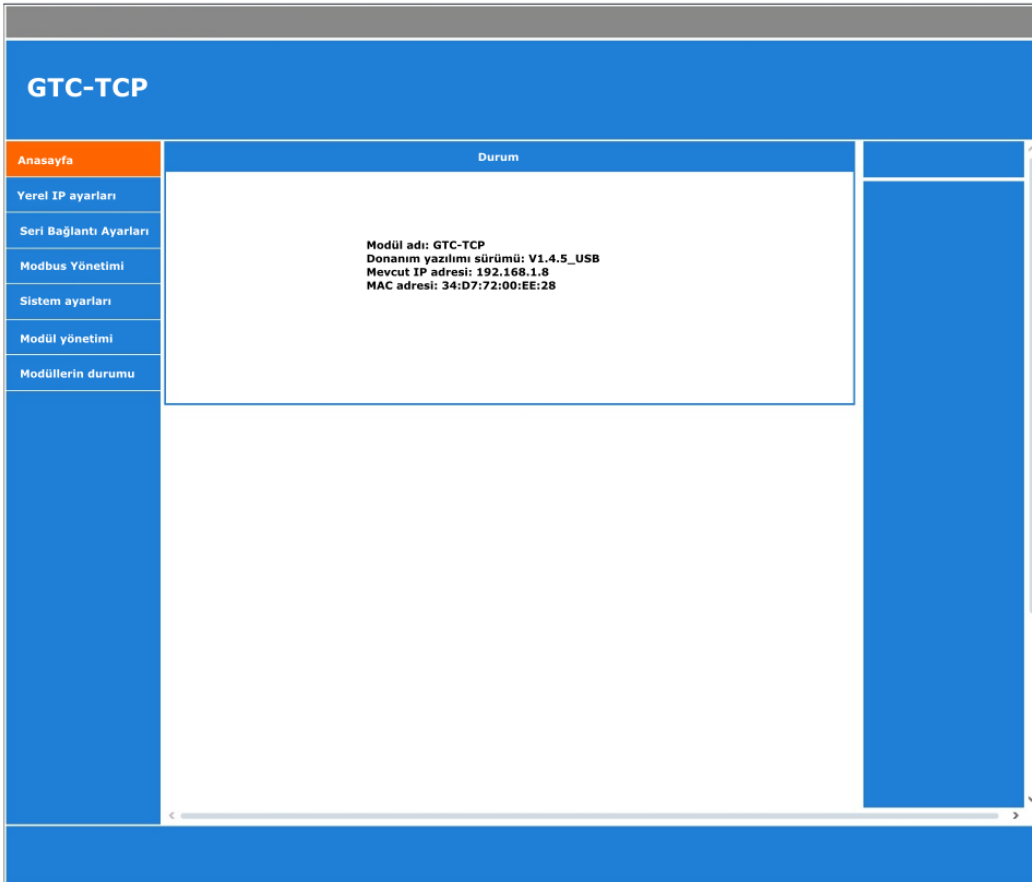 GTC-TCP
Anasayfa
Yerel IP ayarları
Seri Bağlantı Ayarları
Modbus Yönetimi
Sistem ayarları
Modül yönetimi
Modüllerin durumu
Durum
Modül adı: GTC-TCP
Donanım yazılımı sürümü: V1.4.5_USB
Mevcut IP adresi: 192.168.1.8
MAC adresi: 34:D7:72:00:EE:28